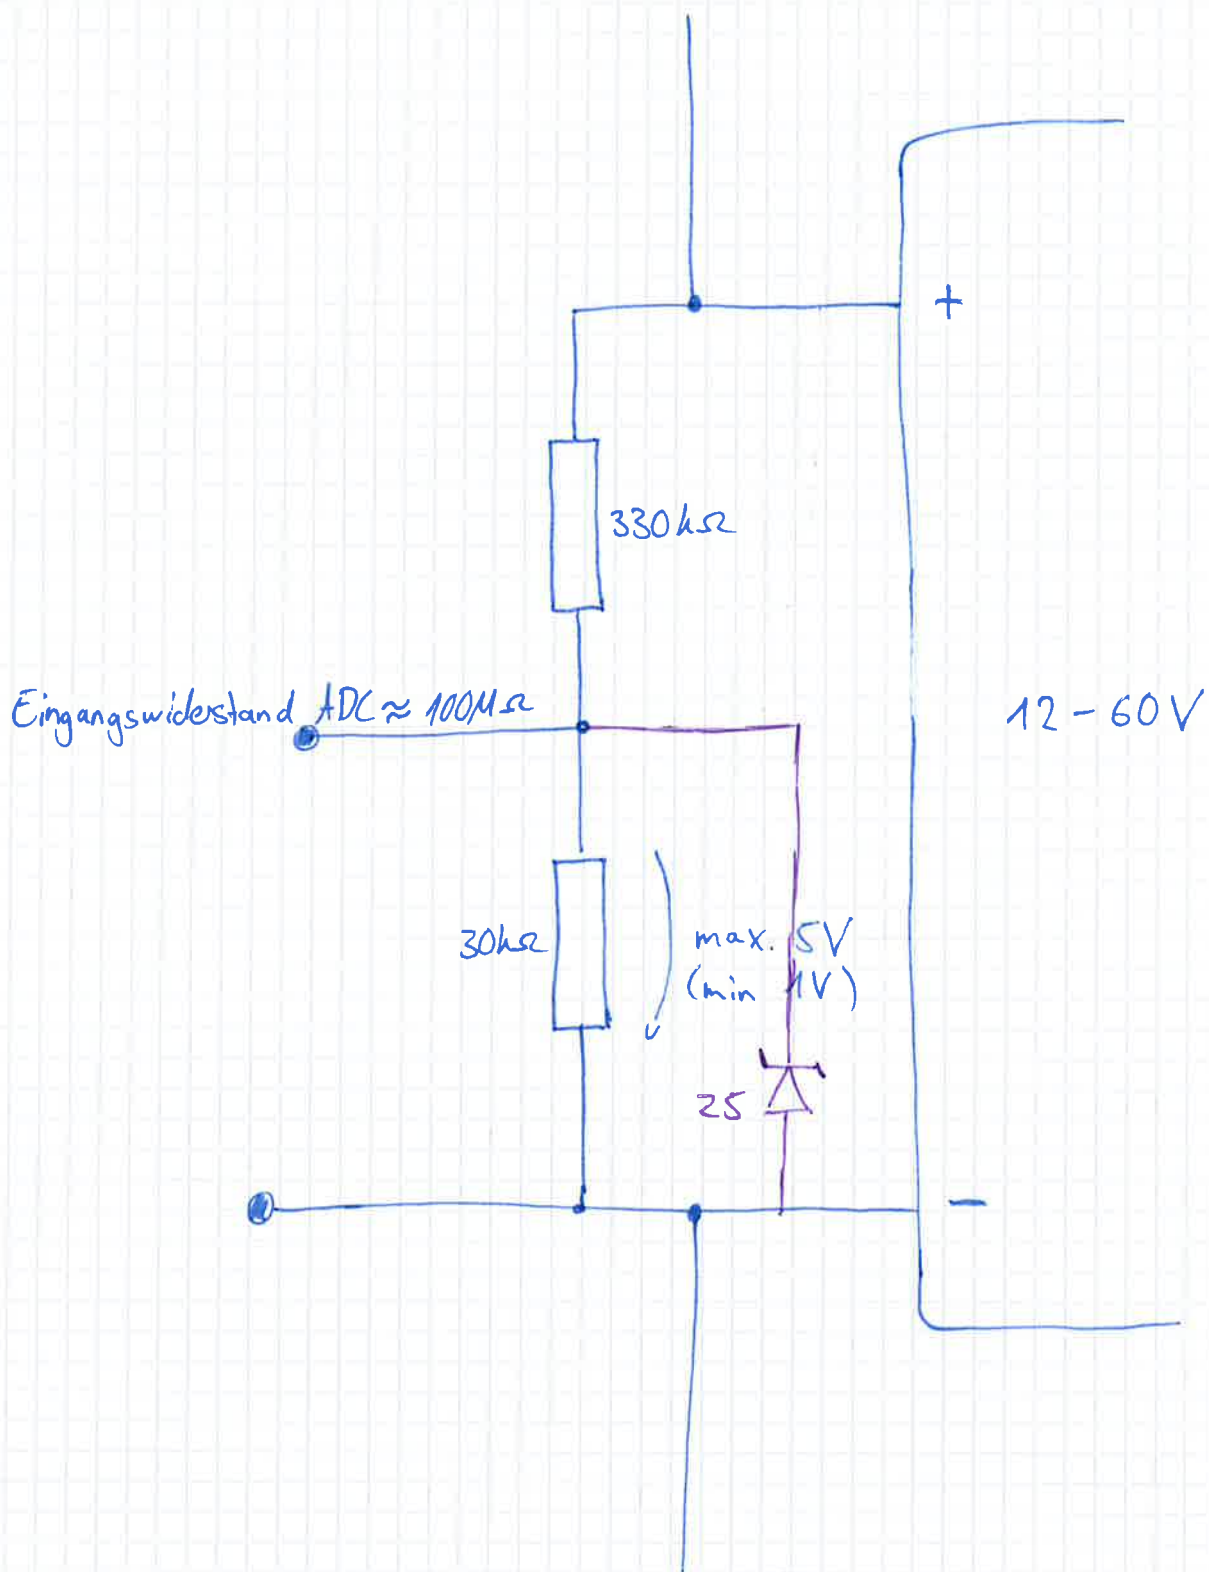 +
330kΩ
Eingangswiderstand ADC ≈ 100MΩ
12 - 60V
30kΩ
max. 5V
(min 1V)
Z5
-